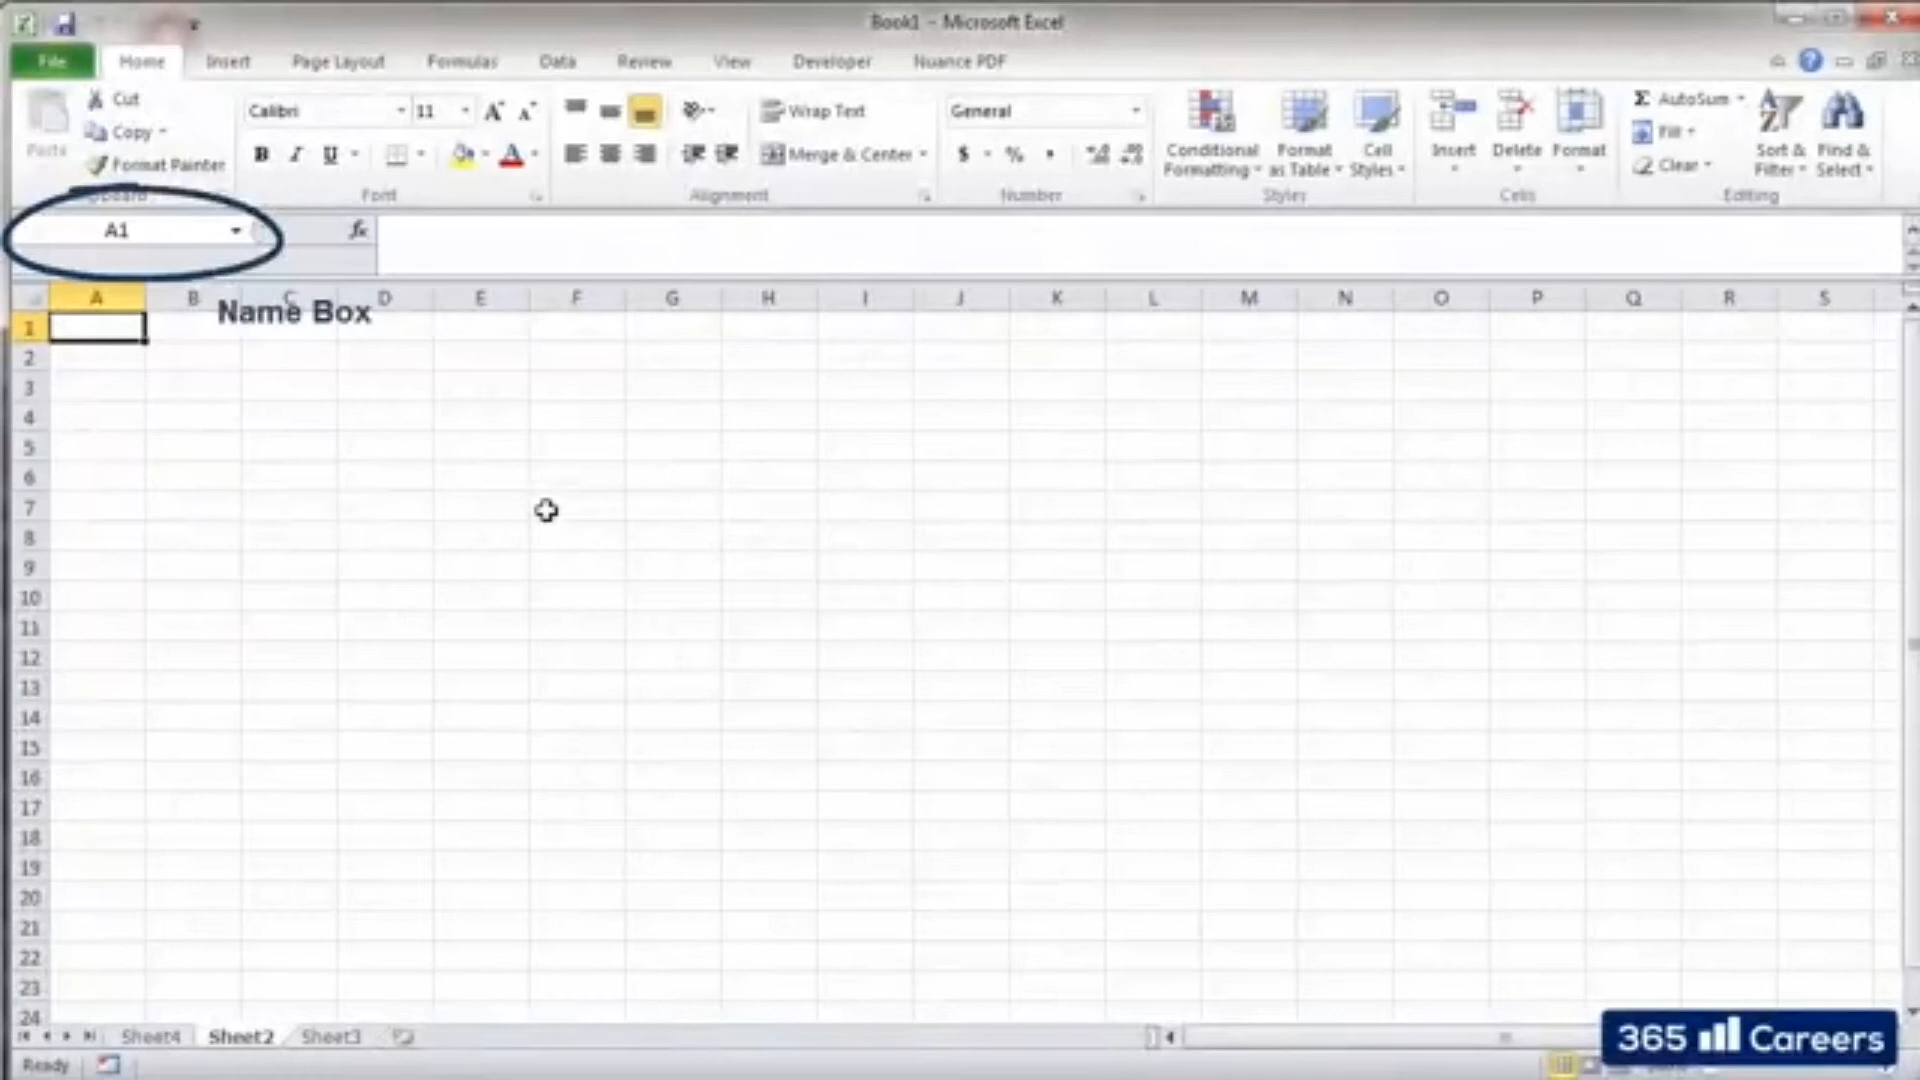 Book1 - Microsoft Excel
File Home Insert Page Layout Formulas Data Review View Developer Nuance PDF
Cut
Copy
Format Painter
Paste
Calibri 11
B I U
Font
Wrap Text
Merge & Center
Alignment
General
$ %
Number
Conditional Formatting
Format as Table
Cell Styles
Styles
Insert Delete Format
Cells
Σ AutoSum
Fill
Clear
Sort & Filter
Find & Select
Editing
A1 fx
A B C D E F G H I J K L M N O P Q R S
Name Box
1
2
3
4
5
6
7
8
9
10
11
12
13
14
15
16
17
18
19
20
21
22
23
24
Sheet4 Sheet2 Sheet3
Ready
365 Careers